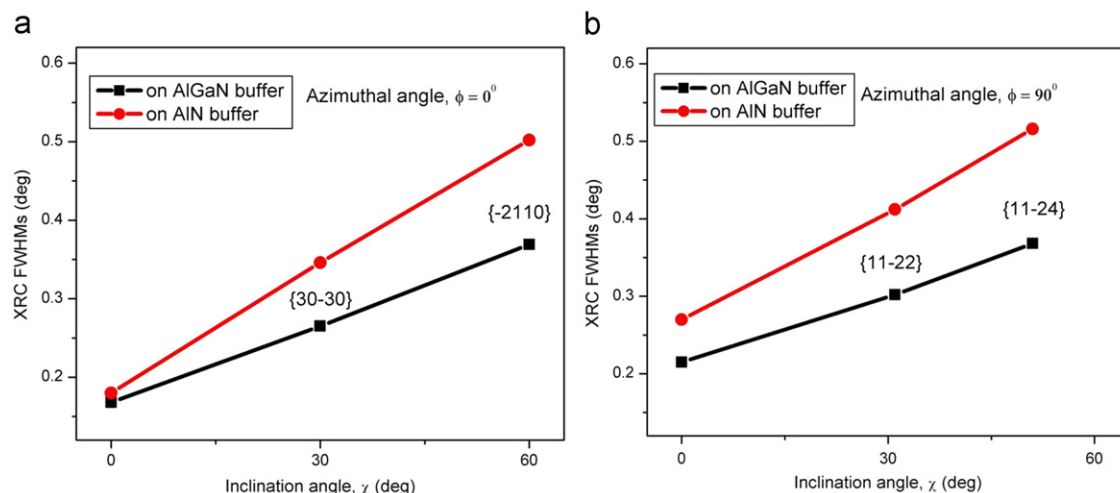 a
0.6
0.5
0.4
0.3
0.2
XRC FWHMs (deg)
on AlGaN buffer
on AlN buffer
Azimuthal angle, ϕ = 0⁰
{-2110}
{30-30}
0
30
60
Inclination angle, χ (deg)
b
0.6
0.5
0.4
0.3
0.2
XRC FWHMs (deg)
on AlGaN buffer
on AlN buffer
Azimuthal angle, ϕ = 90⁰
{11-24}
{11-22}
0
30
60
Inclination angle, χ (deg)